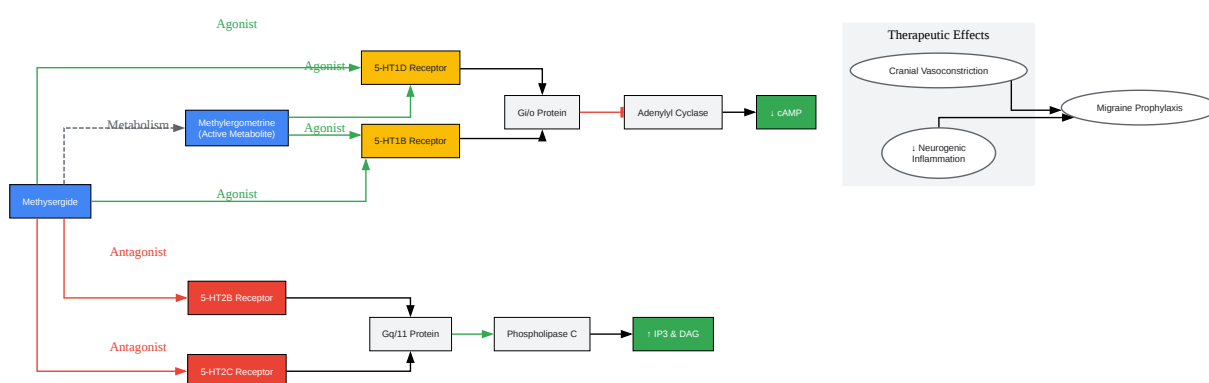 Agonist
Therapeutic Effects
Agonist
5-HT1D Receptor
Cranial Vasoconstriction
Metabolism
Methylergometrine
(Active Metabolite)
Agonist
5-HT1B Receptor
Gi/o Protein
Adenylyl Cyclase
↓ cAMP
Migraine Prophylaxis
↓ Neurogenic
Inflammation
Methysergide
Agonist
Antagonist
5-HT2B Receptor
Gq/11 Protein
Phospholipase C
↑ IP3 & DAG
Antagonist
5-HT2C Receptor